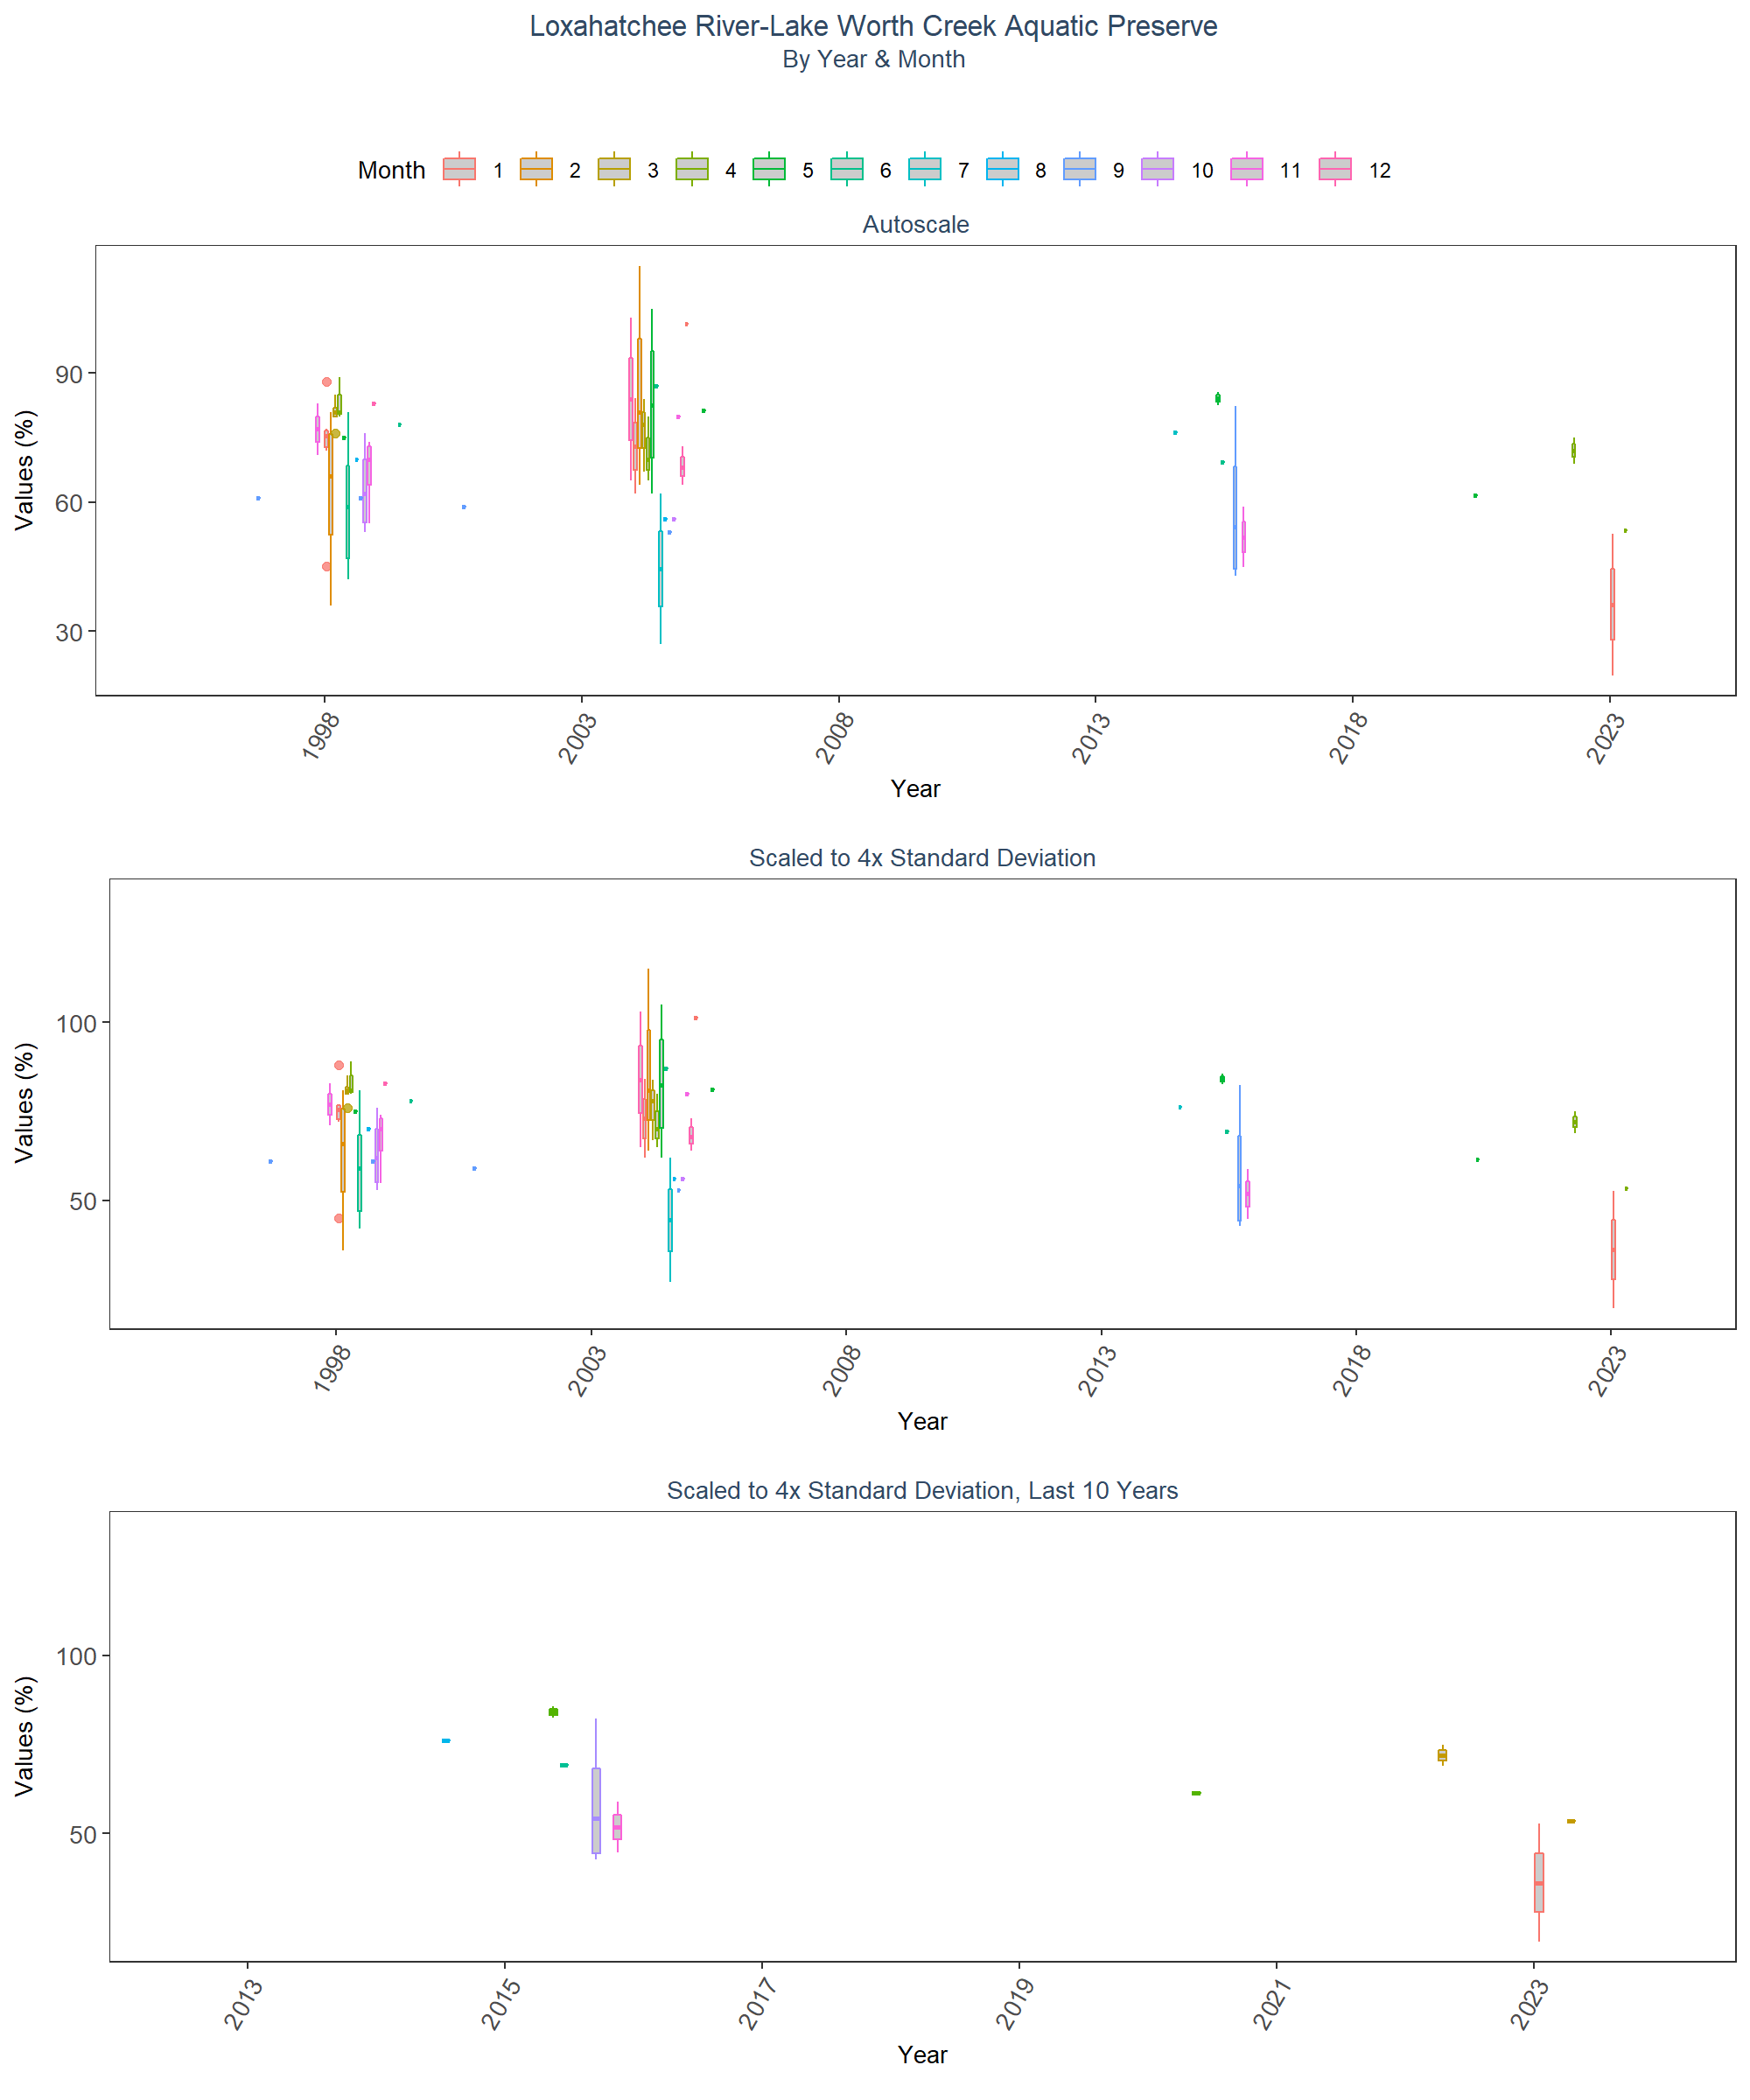 Loxahatchee River-Lake Worth Creek Aquatic Preserve
By Year & Month
Month 1 2 3 4 5 6 7 8 9 10 11 12
Autoscale
Values (%)
90
60
30
1998 2003 2008 2013 2018 2023
Year
Scaled to 4x Standard Deviation
Values (%)
100
50
1998 2003 2008 2013 2018 2023
Year
Scaled to 4x Standard Deviation, Last 10 Years
Values (%)
100
50
2013 2015 2017 2019 2021 2023
Year